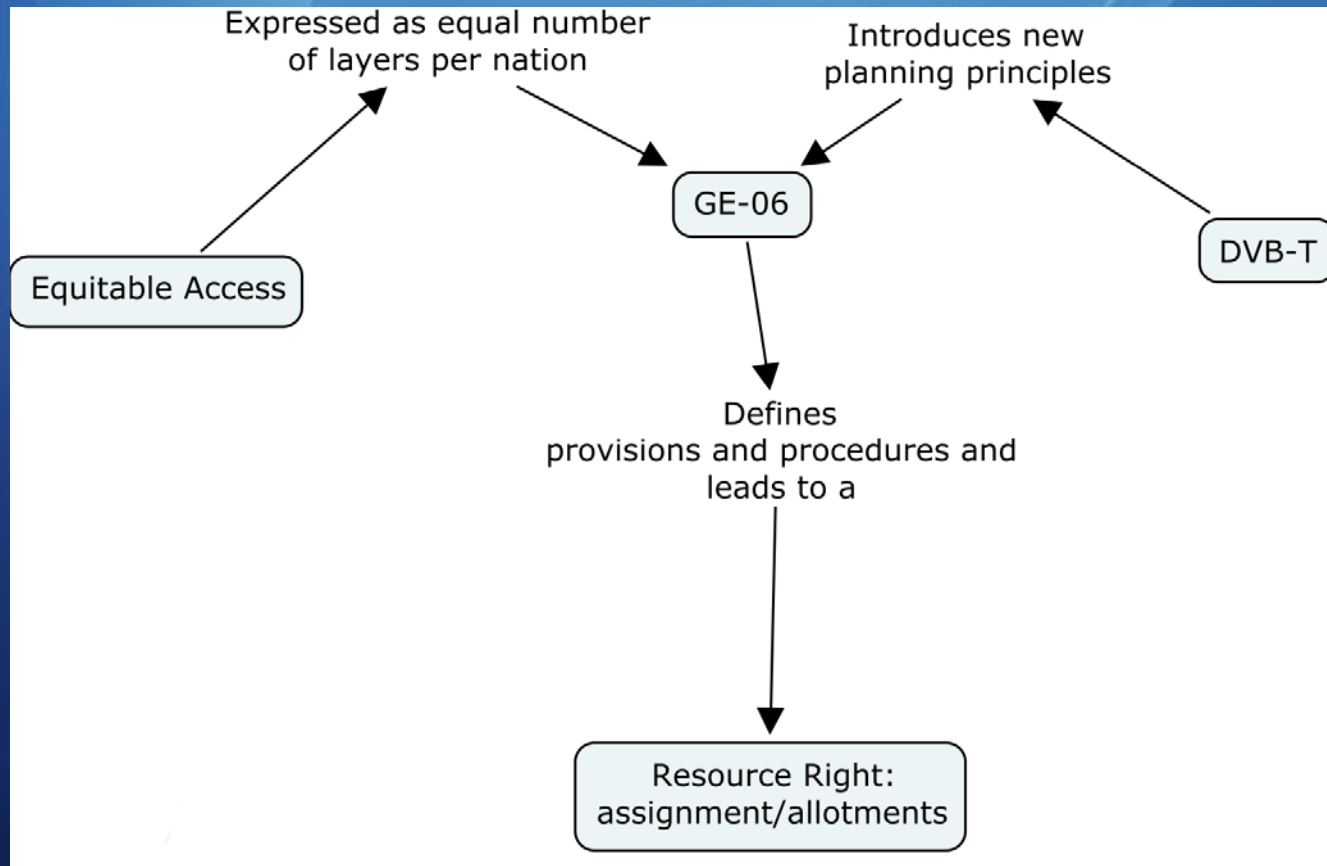 Expressed as equal number
of layers per nation
Introduces new
planning principles
GE-06
DVB-T
Equitable Access
Defines
provisions and procedures and
leads to a
Resource Right:
assignment/allotments